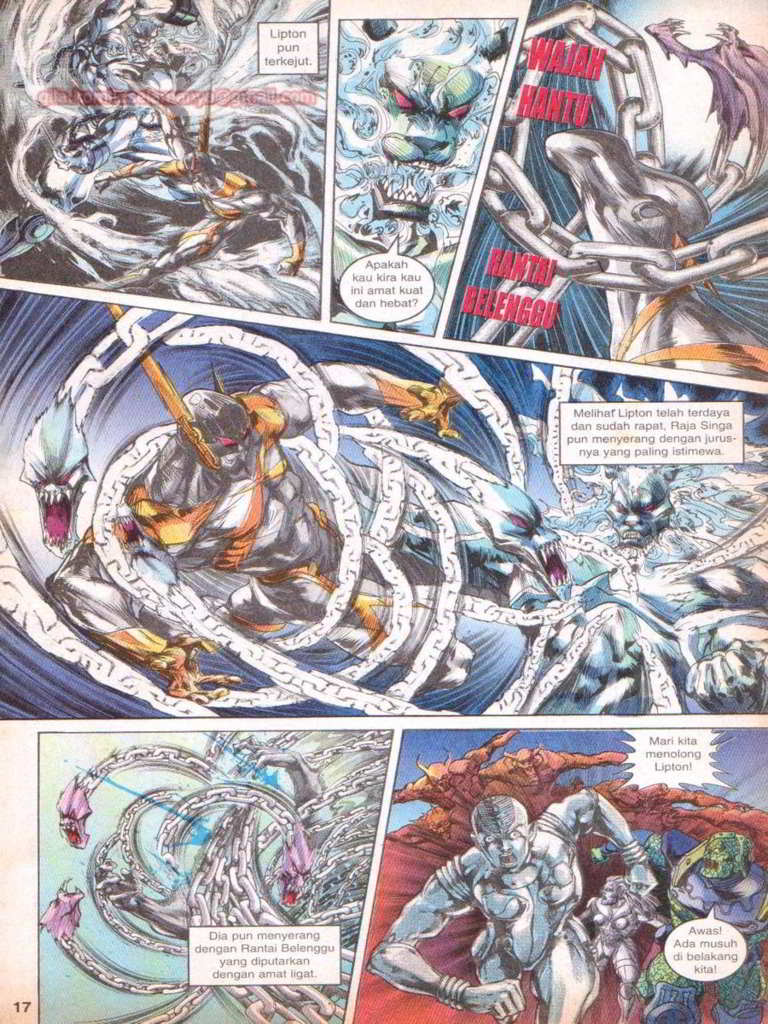 Lipton
pun
terkejut.
Apakah
kau kira kau
ini amat kuat
dan hebat?
WAJAH
HANTU
RANTAI
BELENGGU
Melihat Lipton telah terdaya
dan sudah rapat, Raja Singa
pun menyerang dengan jurus-
nya yang paling istimewa.
Dia pun menyerang
dengan Rantai Belenggu
yang diputarkan
dengan amat ligat.
Mari kita
menolong
Lipton!
Awas!
Ada musuh
di belakang
kita!
17